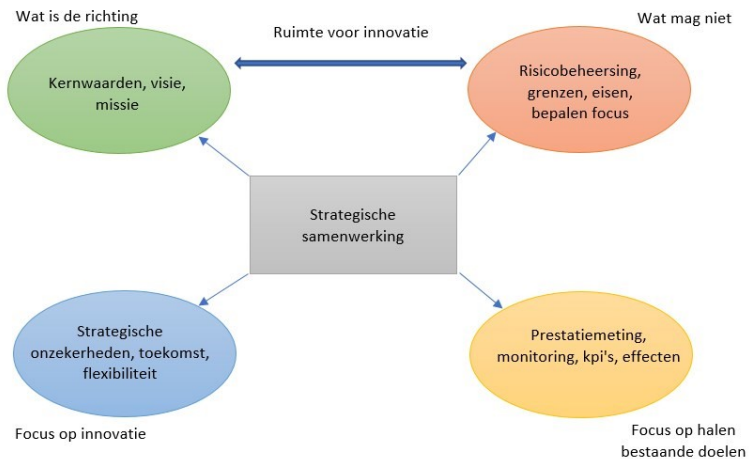 Wat is de richting
Wat mag niet
Ruimte voor innovatie
Kernwaarden, visie,
missie
Risicobeheersing,
grenzen, eisen,
bepalen focus
Strategische
samenwerking
Strategische
onzekerheden, toekomst,
flexibiliteit
Prestatiemeting,
monitoring, kpi's, effecten
Focus op innovatie
Focus op halen
bestaande doelen